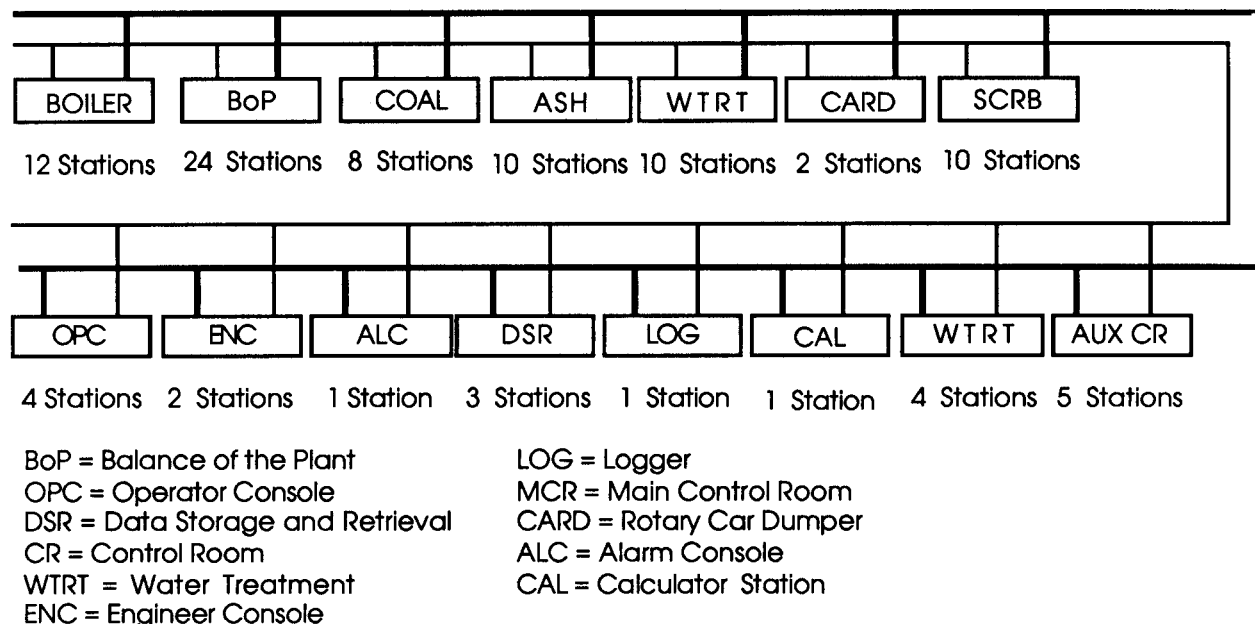 BOILER BoP COAL ASH WTRT CARD SCRB
12 Stations 24 Stations 8 Stations 10 Stations 10 Stations 2 Stations 10 Stations
OPC ENC ALC DSR LOG CAL WTRT AUX CR
4 Stations 2 Stations 1 Station 3 Stations 1 Station 1 Station 4 Stations 5 Stations
BoP = Balance of the Plant
OPC = Operator Console
DSR = Data Storage and Retrieval
CR = Control Room
WTRT = Water Treatment
ENC = Engineer Console
LOG = Logger
MCR = Main Control Room
CARD = Rotary Car Dumper
ALC = Alarm Console
CAL = Calculator Station